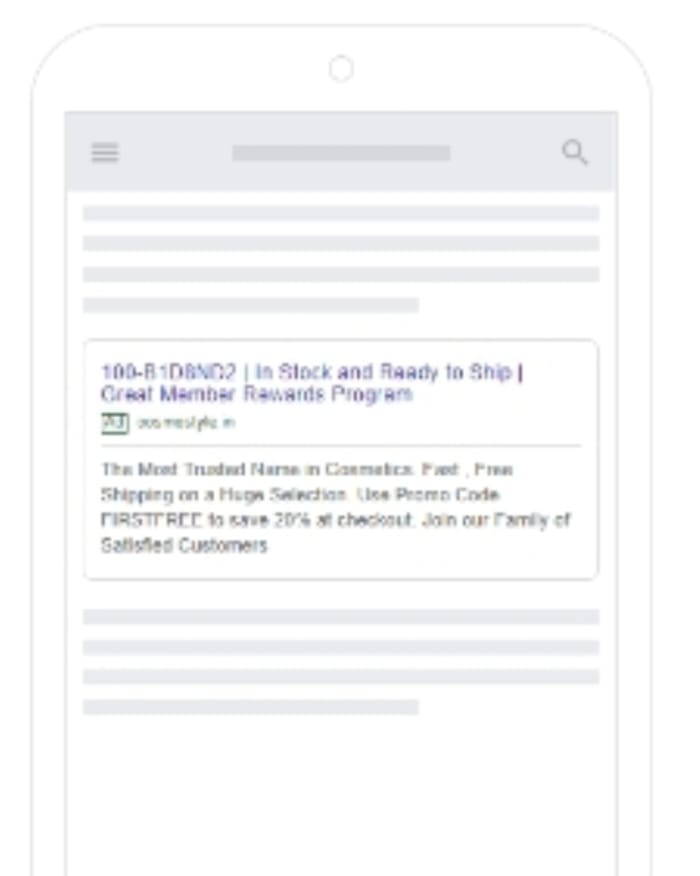 100-B1D8ND2 | In Stock and Ready to Ship |
Great Member Rewards Program
Ad cosmestyle.in
The Most Trusted Name in Cosmetics. Fast , Free
Shipping on a Huge Selection. Use Promo Code
FIRSTFREE to save 20% at checkout. Join our Family of
Satisfied Customers